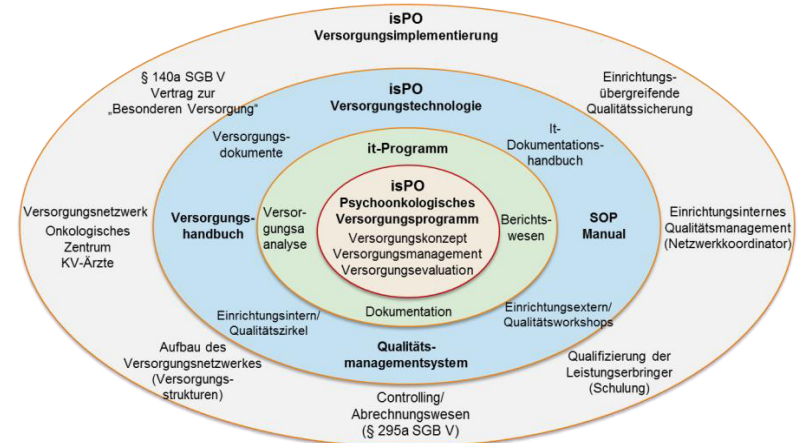 isPO
Versorgungsimplementierung
§ 140a SGB V
Vertrag zur
„Besonderen Versorgung“
Einrichtungs-
übergreifende
Qualitätssicherung
isPO
Versorgungstechnologie
Versorgungs-
dokumente
It-
Dokumentations-
handbuch
it-Programm
isPO
Psychoonkologisches
Versorgungsprogramm
Versorgungskonzept
Versorgungsmanagement
Versorgungsevaluation
Versorgungsnetzwerk
Onkologisches
Zentrum
KV-Ärzte
Versorgungs-
handbuch
Versor-
gungsa
analyse
Berichts-
wesen
SOP
Manual
Einrichtungsinternes
Qualitätsmanagement
(Netzwerkkoordinator)
Dokumentation
Einrichtungsintern/
Qualitätszirkel
Einrichtungsextern/
Qualitätsworkshops
Qualitäts-
managementsystem
Aufbau des
Versorgungsnetzwerkes
(Versorgungs-
strukturen)
Qualifizierung der
Leistungserbringer
(Schulung)
Controlling/
Abrechnungswesen
(§ 295a SGB V)